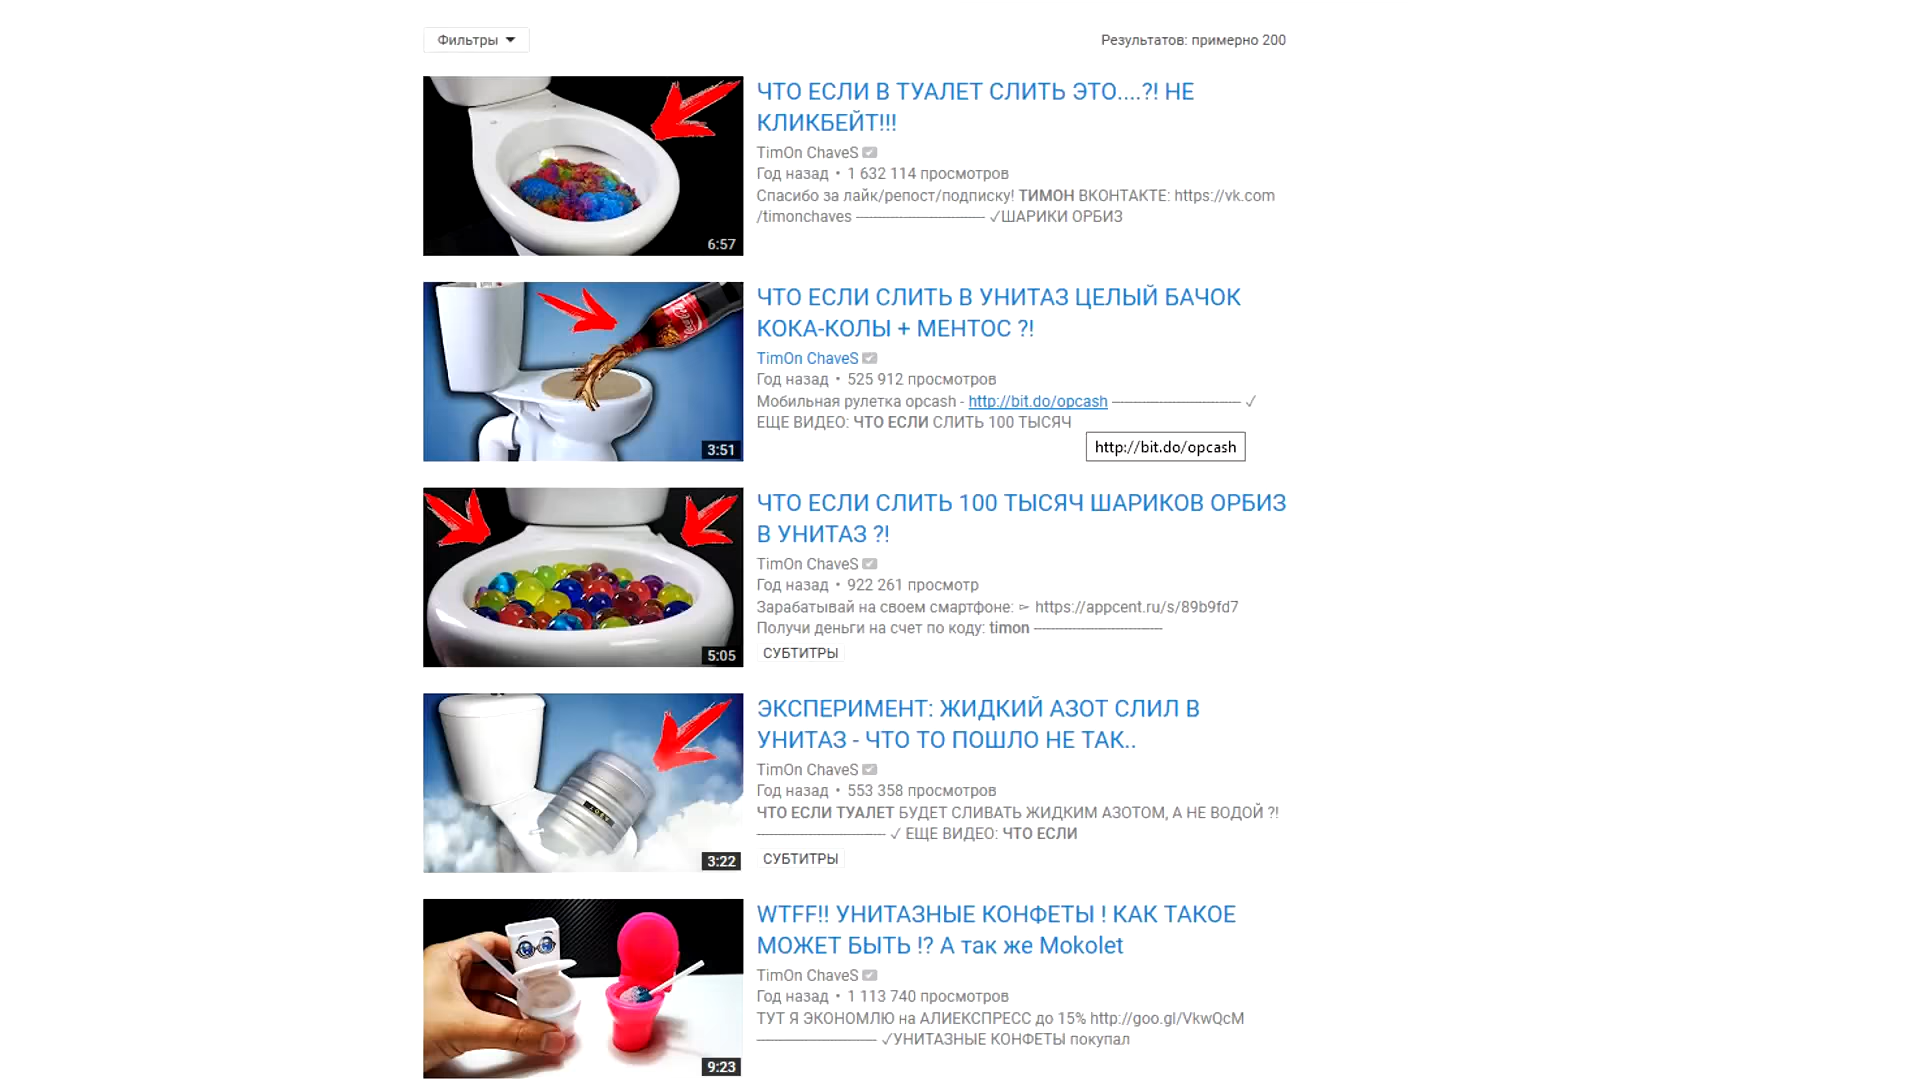 Фильтры
Результатов: примерно 200
ЧТО ЕСЛИ В ТУАЛЕТ СЛИТЬ ЭТО....?! НЕ
КЛИКБЕЙТ!!!
TimOn ChaveS
Год назад • 1 632 114 просмотров
Спасибо за лайк/репост/подписку! ТИМОН ВКОНТАКТЕ: https://vk.com
/timonchaves ------------------------------ ✓ШАРИКИ ОРБИЗ
6:57
ЧТО ЕСЛИ СЛИТЬ В УНИТАЗ ЦЕЛЫЙ БАЧОК
КОКА-КОЛЫ + МЕНТОС ?!
TimOn ChaveS
Год назад • 525 912 просмотров
Мобильная рулетка opcash - http://bit.do/opcash ------------------------------ ✓
ЕЩЕ ВИДЕО: ЧТО ЕСЛИ СЛИТЬ 100 ТЫСЯЧ
http://bit.do/opcash
3:51
ЧТО ЕСЛИ СЛИТЬ 100 ТЫСЯЧ ШАРИКОВ ОРБИЗ
В УНИТАЗ ?!
TimOn ChaveS
Год назад • 922 261 просмотр
Зарабатывай на своем смартфоне: ➳ https://appcent.ru/s/89b9fd7
Получи деньги на счет по коду: timon ------------------------------
СУБТИТРЫ
5:05
ЭКСПЕРИМЕНТ: ЖИДКИЙ АЗОТ СЛИЛ В
УНИТАЗ - ЧТО ТО ПОШЛО НЕ ТАК..
TimOn ChaveS
Год назад • 553 358 просмотров
ЧТО ЕСЛИ ТУАЛЕТ БУДЕТ СЛИВАТЬ ЖИДКИМ АЗОТОМ, А НЕ ВОДОЙ ?!
------------------------------ ✓ ЕЩЕ ВИДЕО: ЧТО ЕСЛИ
СУБТИТРЫ
3:22
WTFF!! УНИТАЗНЫЕ КОНФЕТЫ ! КАК ТАКОЕ
МОЖЕТ БЫТЬ !? А так же Mokolet
TimOn ChaveS
Год назад • 1 113 740 просмотров
ТУТ Я ЭКОНОМЛЮ на АЛИЕКСПРЕСС до 15% http://goo.gl/VkwQcM
---------------------------- ✓УНИТАЗНЫЕ КОНФЕТЫ покупал
9:23